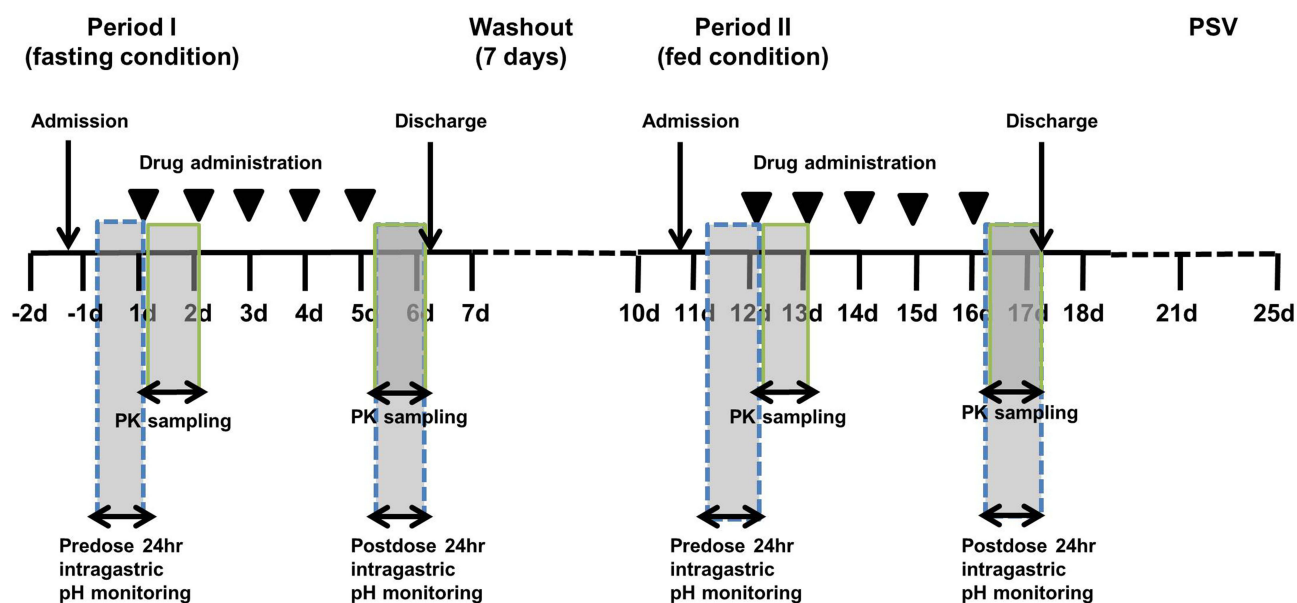 Period I
(fasting condition)
Washout
(7 days)
Period II
(fed condition)
PSV
Admission
Discharge
Admission
Discharge
Drug administration
Drug administration
-2d -1d 1d 2d 3d 4d 5d 6d 7d 10d 11d 12d 13d 14d 15d 16d 17d 18d 21d 25d
PK sampling
PK sampling
PK sampling
PK sampling
Predose 24hr
intragastric
pH monitoring
Postdose 24hr
intragastric
pH monitoring
Predose 24hr
intragastric
pH monitoring
Postdose 24hr
intragastric
pH monitoring